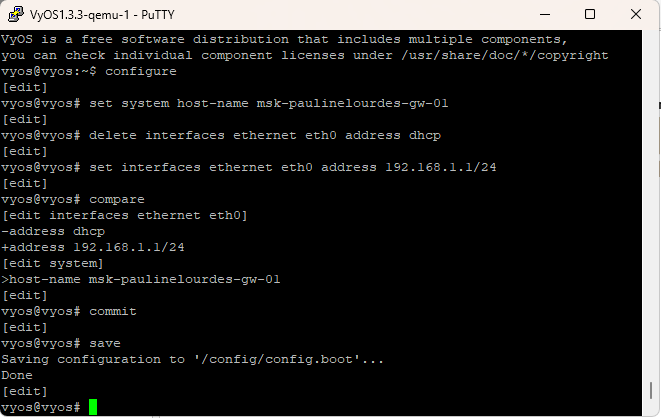 VyOS1.3.3-qemu-1 - PuTTY
VyOS is a free software distribution that includes multiple components,
you can check individual component licenses under /usr/share/doc/*/copyright
vyos@vyos:~$ configure
[edit]
vyos@vyos# set system host-name msk-paulinelourdes-gw-01
[edit]
vyos@vyos# delete interfaces ethernet eth0 address dhcp
[edit]
vyos@vyos# set interfaces ethernet eth0 address 192.168.1.1/24
[edit]
vyos@vyos# compare
[edit interfaces ethernet eth0]
-address dhcp
+address 192.168.1.1/24
[edit system]
>host-name msk-paulinelourdes-gw-01
[edit]
vyos@vyos# commit
[edit]
vyos@vyos# save
Saving configuration to '/config/config.boot'...
Done
[edit]
vyos@vyos#